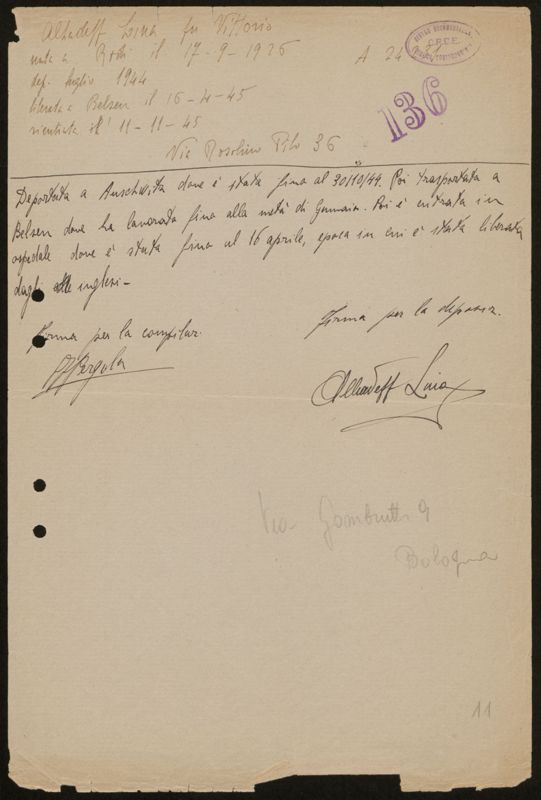 Alhadeff Lina fu Vittorio
nata a Rodi il 17-9-1926
A 24
dep. luglio 1944
136
liberata a Belsen il 16-4-45
rientrata il 11-11-45
Via Rosolino Pilo 36
Deportata a Auschwitz dove è stata fino al 30/10/44. Poi trasportata a
Belsen dove ha lavorato fino alla metà di Gennaio. Poi è entrata in
ospedale dove è stata fino al 16 aprile, epoca in cui è stata liberata
dagli inglesi-
Firma per la compilaz.
Firma per la deposiz.
Alhadeff Lina
Via
Bologna
11